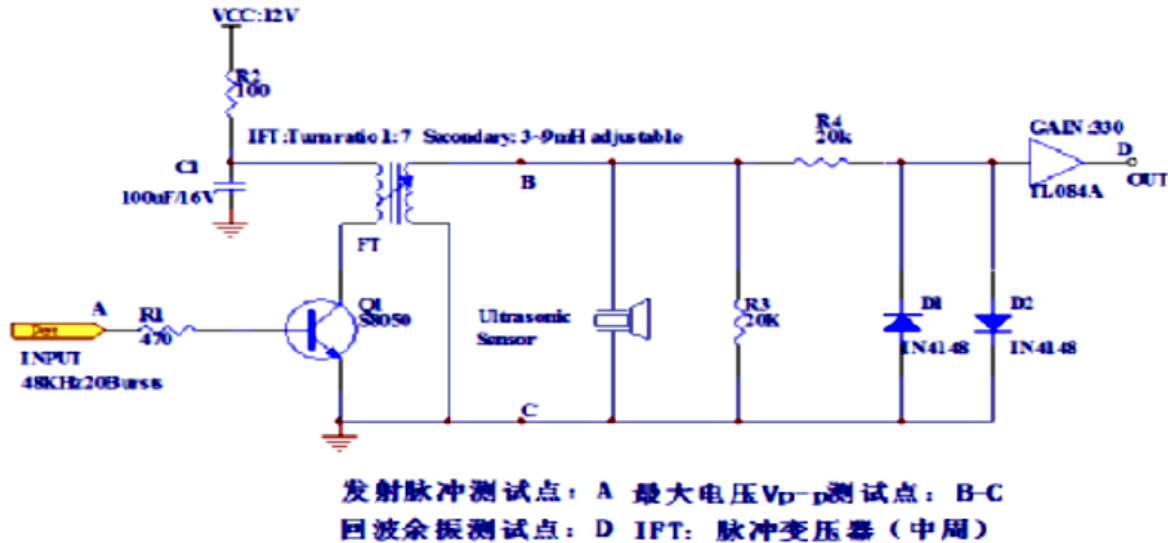 VCC:12V
R2
100
IFT:Turn ratio 1:7 Secondary: 3~9mH adjustable
R4
20k
GAIN:330
D
OUT
TL084A
C1
100uF/16V
B
FT
A
R1
470
Q1
S8050
Ultrasonic
Sensor
R3
20K
D1
IN4148
D2
IN4148
INPUT
48KHz20Bursts
C
发射脉冲测试点: A 最大电压Vp-p测试点: B-C
回波余振测试点: D IFT: 脉冲变压器（中周）